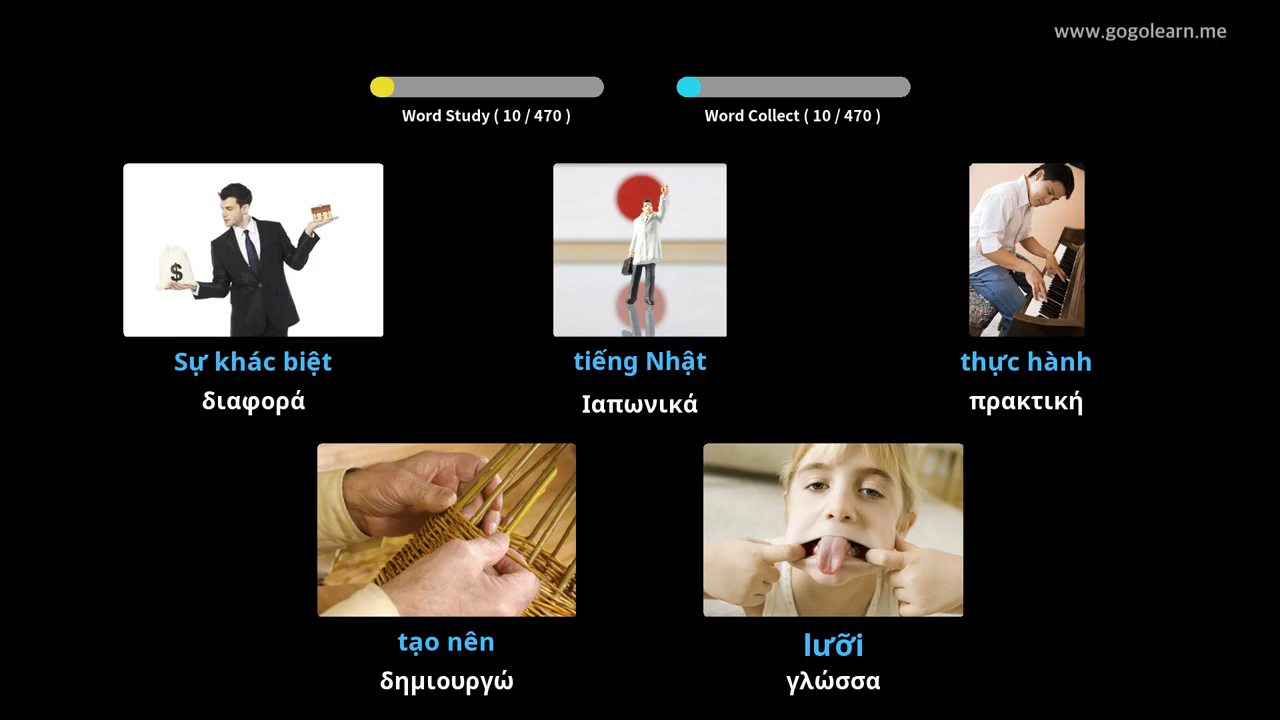 www.gogolearn.me
Word Study ( 10 / 470 )
Word Collect ( 10 / 470 )
Sự khác biệt
διαφορά
tiếng Nhật
Ιαπωνικά
thực hành
πρακτική
tạo nên
δημιουργώ
lưỡi
γλώσσα